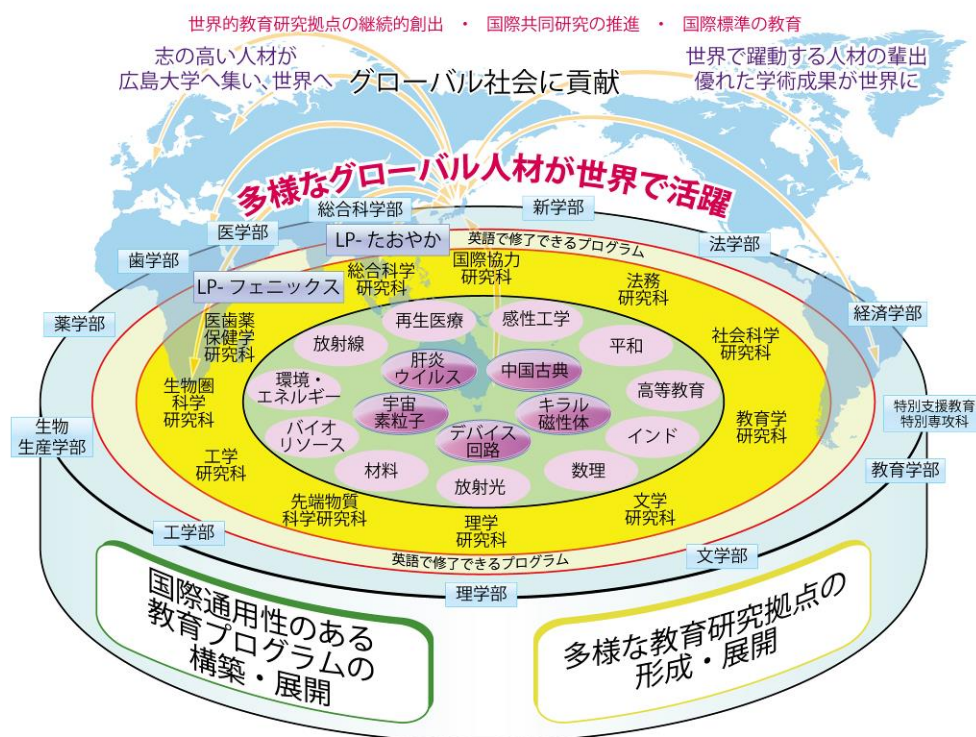 世界的教育研究拠点の継続的創出 ・ 国際共同研究の推進 ・ 国際標準の教育
志の高い人材が
広島大学へ集い、世界へ
グローバル社会に貢献
世界で躍動する人材の輩出
優れた学術成果が世界に
多様なグローバル人材が世界で活躍
総合科学部
新学部
医学部
法学部
歯学部
経済学部
薬学部
特別支援教育
特別専攻科
生物
生産学部
教育学部
工学部
文学部
理学部
LP-たおやか
LP-フェニックス
英語で修了できるプログラム
総合科学
研究科
国際協力
研究科
法務
研究科
医歯薬
保健学
研究科
社会科学
研究科
生物圏
科学
研究科
教育学
研究科
工学
研究科
文学
研究科
先端物質
科学研究科
理学
研究科
英語で修了できるプログラム
再生医療
感性工学
放射線
平和
環境・
エネルギー
高等教育
バイオ
リソース
インド
材料
数理
放射光
肝炎
ウイルス
中国古典
宇宙
素粒子
キラル
磁性体
デバイス
回路
国際通用性のある
教育プログラムの
構築・展開
多様な教育研究拠点の
形成・展開